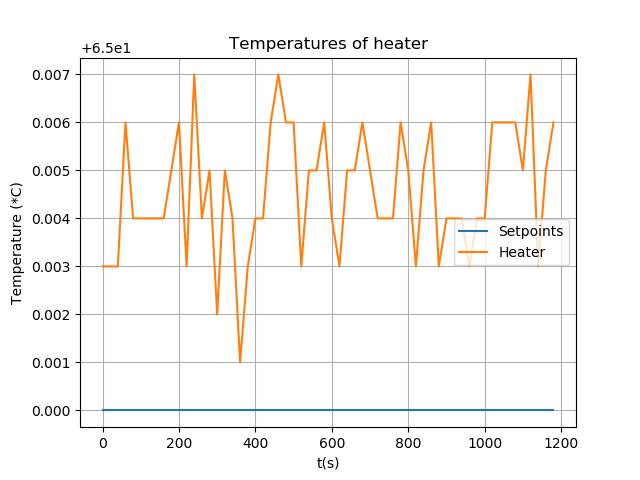 Temperatures of heater
+6.5e1
0.007
0.006
0.005
0.004
0.003
0.002
0.001
0.000
Temperature (*C)
Setpoints
Heater
0 200 400 600 800 1000 1200
t(s)